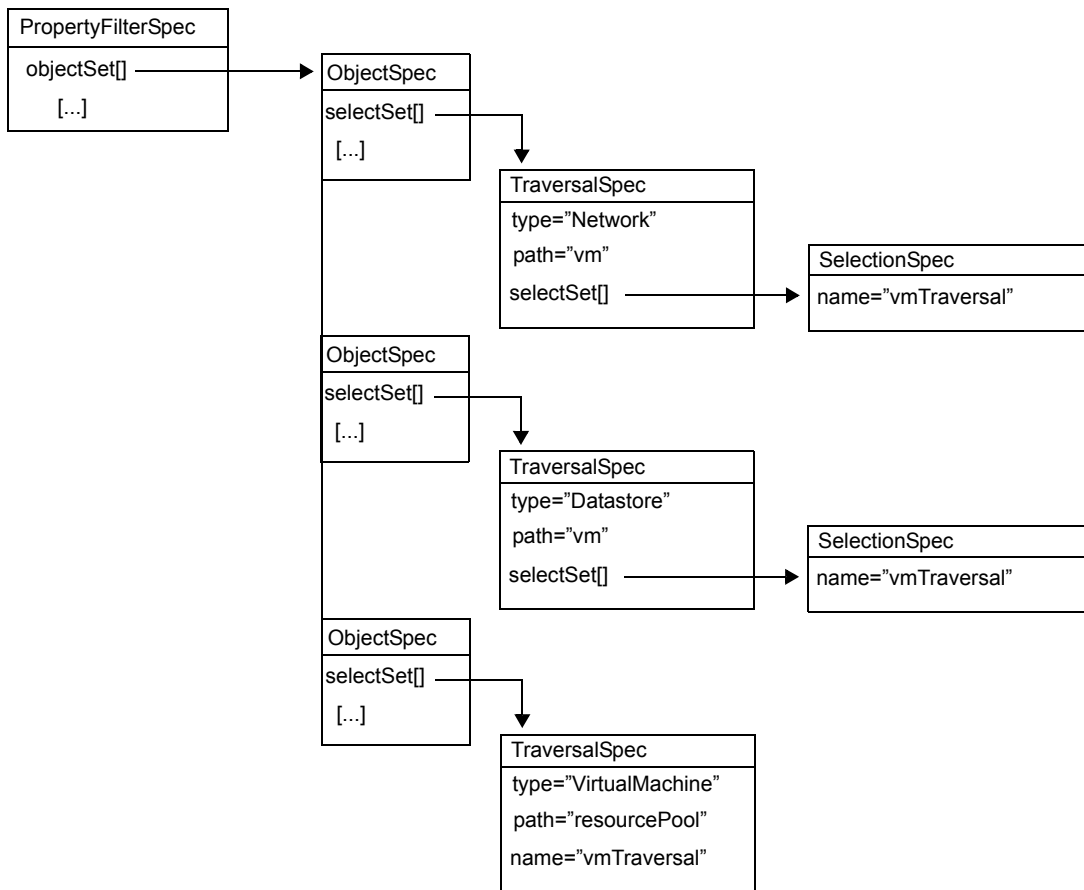 PropertyFilterSpec
objectSet[]
[...]
ObjectSpec
selectSet[]
[...]
TraversalSpec
type=”Network”
path=”vm”
selectSet[]
SelectionSpec
name=”vmTraversal”
ObjectSpec
selectSet[]
[...]
TraversalSpec
type=”Datastore”
path=”vm”
selectSet[]
SelectionSpec
name=”vmTraversal”
ObjectSpec
selectSet[]
[...]
TraversalSpec
type=”VirtualMachine”
path=”resourcePool”
name=”vmTraversal”